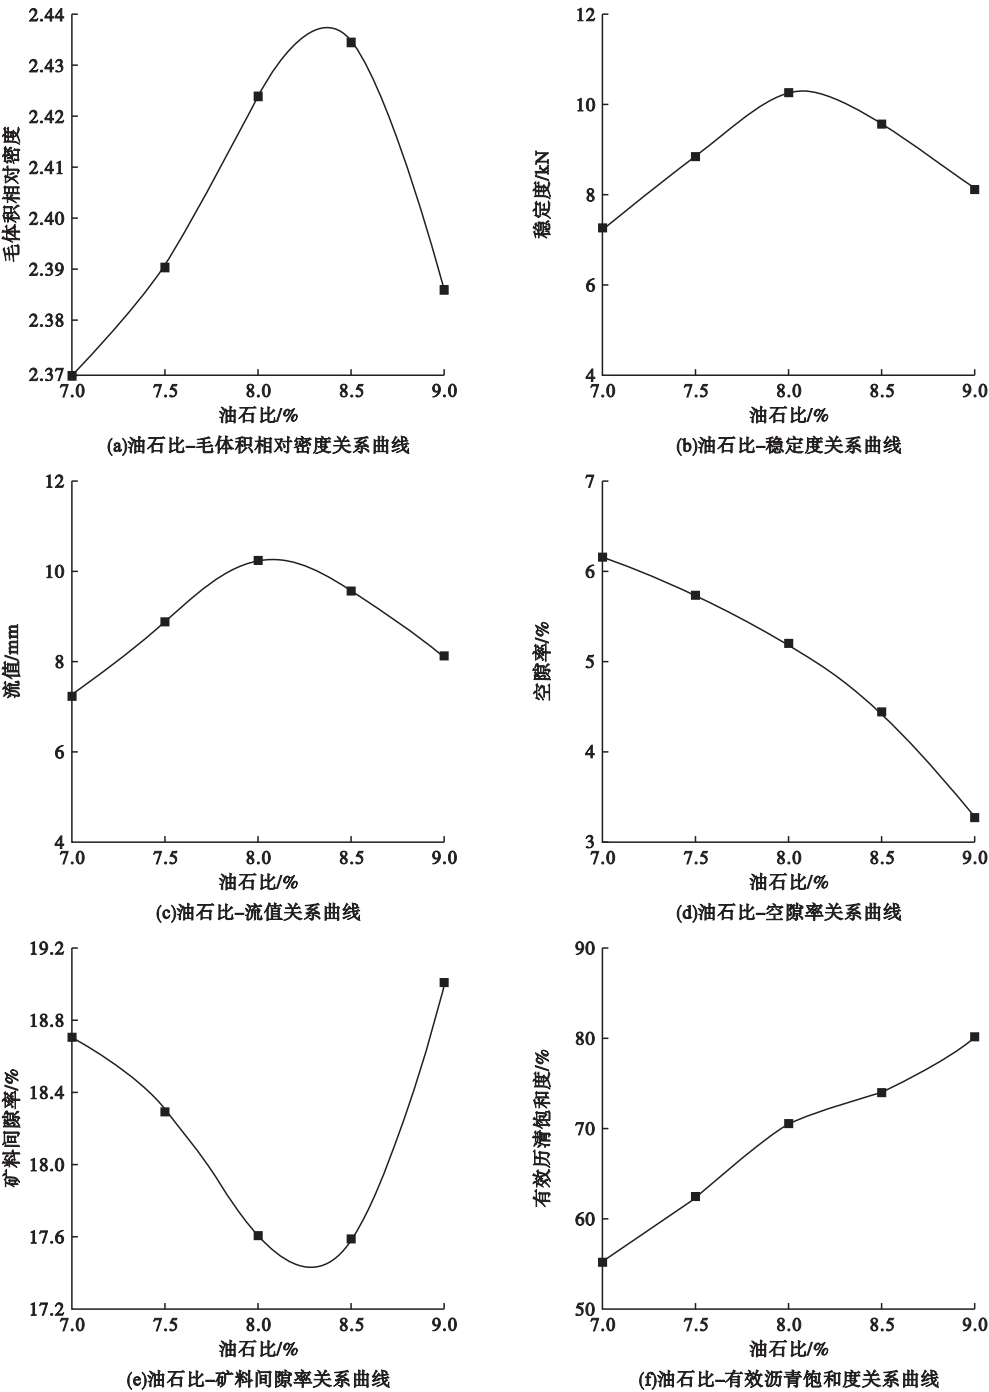 2.44
2.43
2.42
2.41
2.40
2.39
2.38
2.37
毛体积相对密度
7.0 7.5 8.0 8.5 9.0
油石比/%
(a)油石比–毛体积相对密度关系曲线
12
10
8
6
4
稳定度/kN
7.0 7.5 8.0 8.5 9.0
油石比/%
(b)油石比–稳定度关系曲线
12
10
8
6
4
流值/mm
7.0 7.5 8.0 8.5 9.0
油石比/%
(c)油石比–流值关系曲线
7
6
5
4
3
空隙率/%
7.0 7.5 8.0 8.5 9.0
油石比/%
(d)油石比–空隙率关系曲线
19.2
18.8
18.4
18.0
17.6
17.2
矿料间隙率/%
7.0 7.5 8.0 8.5 9.0
油石比/%
(e)油石比–矿料间隙率关系曲线
90
80
70
60
50
有效历清饱和度/%
7.0 7.5 8.0 8.5 9.0
油石比/%
(f)油石比–有效沥青饱和度关系曲线